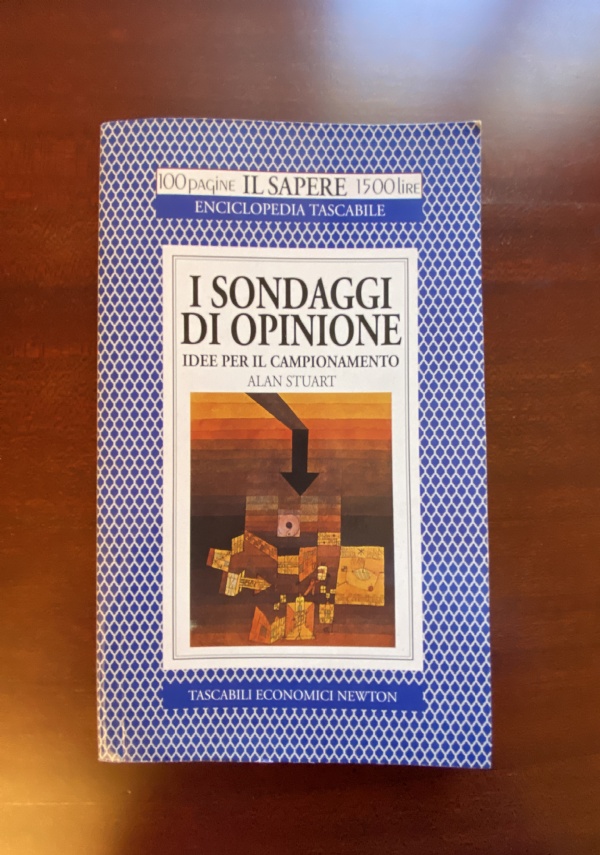 100 pagine IL SAPERE 1500 lire
ENCICLOPEDIA TASCABILE
I SONDAGGI
DI OPINIONE
IDEE PER IL CAMPIONAMENTO
ALAN STUART
TASCABILI ECONOMICI NEWTON